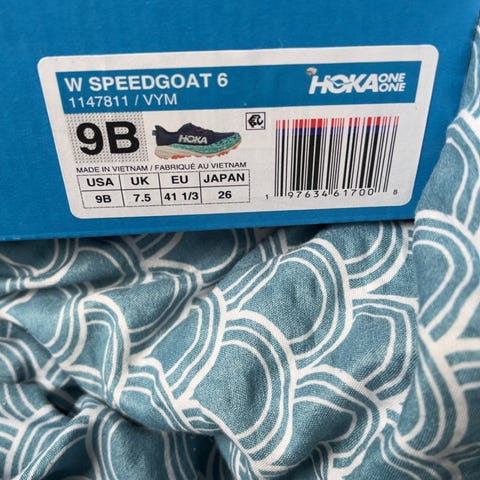 W SPEEDGOAT 6
1147811 / VYM
HOKA ONE ONE
9B
HOKA
MADE IN VIETNAM / FABRIQUÉ AU VIETNAM
USA UK EU JAPAN
9B 7.5 41 1/3 26
1 97634 61700 8